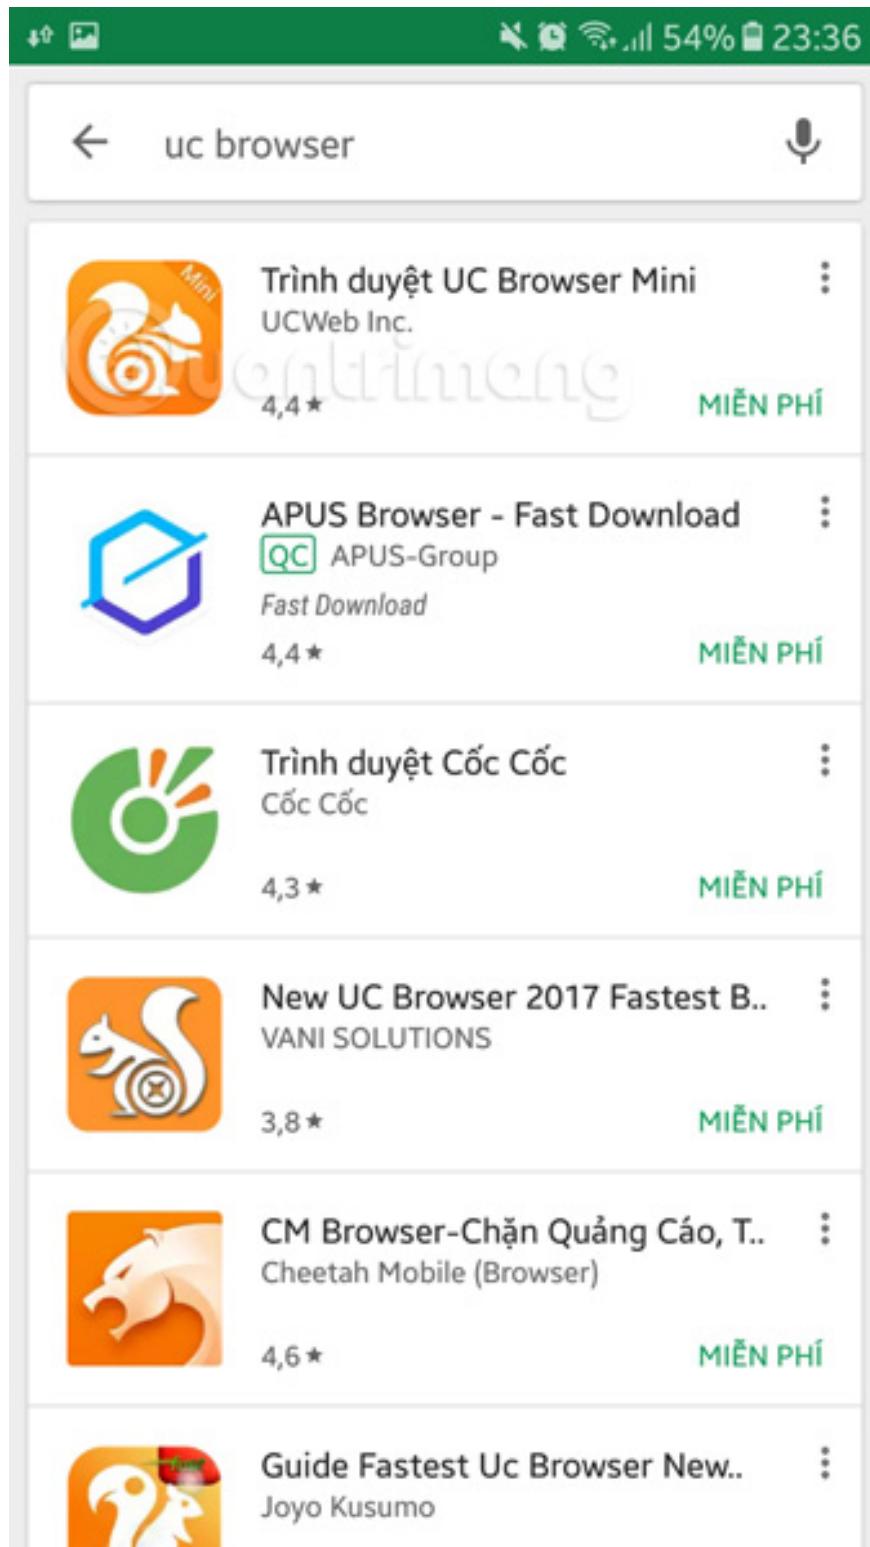 54% 23:36
uc browser
Mini
Trình duyệt UC Browser Mini
UCWeb Inc.
Quantrimang
4,4★
MIỄN PHÍ
APUS Browser - Fast Download
QC APUS-Group
Fast Download
4,4★
MIỄN PHÍ
Trình duyệt Cốc Cốc
Cốc Cốc
4,3★
MIỄN PHÍ
New UC Browser 2017 Fastest B..
VANI SOLUTIONS
3,8★
MIỄN PHÍ
CM Browser-Chặn Quảng Cáo, T..
Cheetah Mobile (Browser)
4,6★
MIỄN PHÍ
Guide Fastest Uc Browser New..
Joyo Kusumo